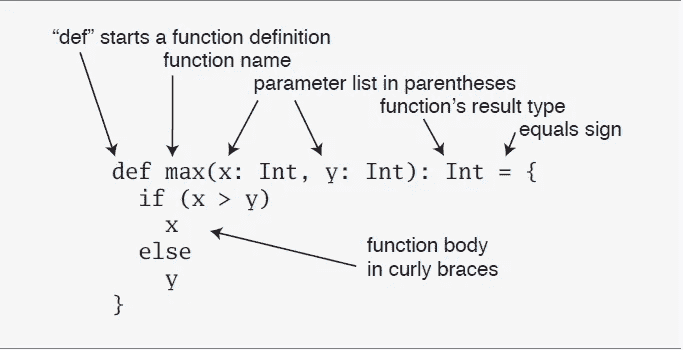 “def” starts a function definition
function name
parameter list in parentheses
function’s result type
equals sign
def max(x: Int, y: Int): Int = {
if (x > y)
x
else
y
}
function body
in curly braces